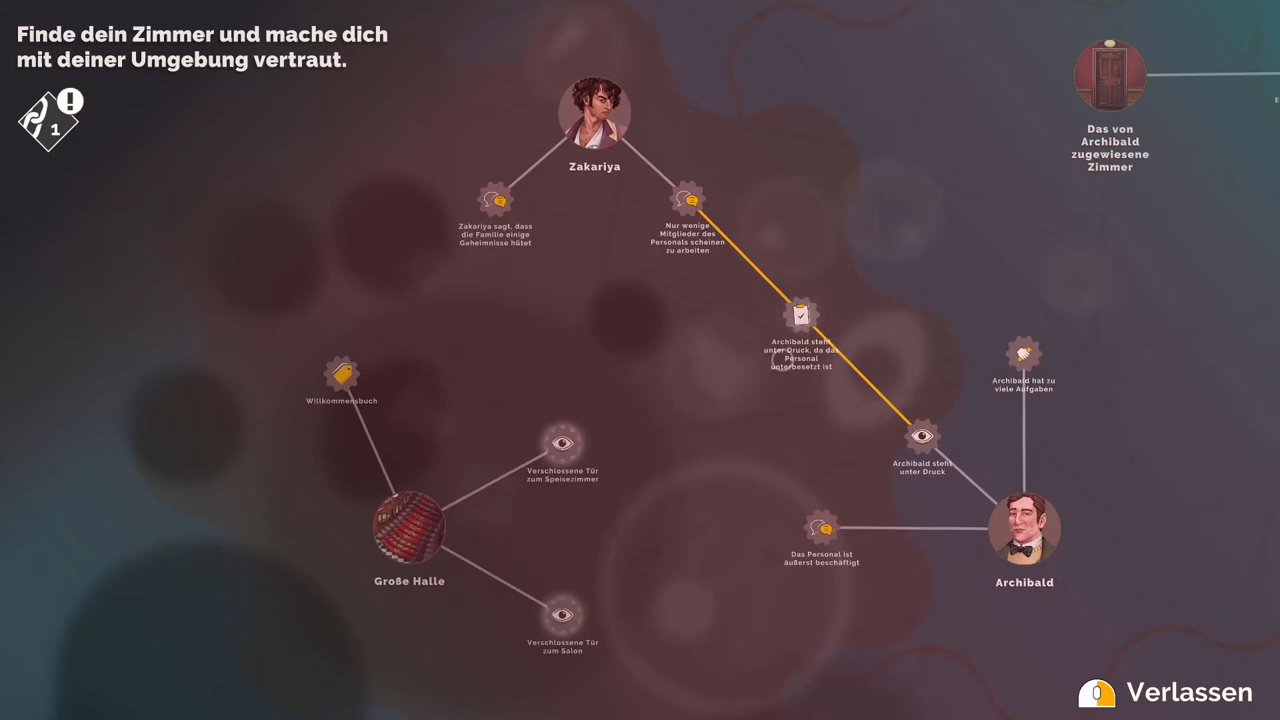 Finde dein Zimmer und mache dich
mit deiner Umgebung vertraut.
1
Zakariya
Das von
Archibald
zugewiesene
Zimmer
Zakariya sagt, dass
die Familie einige
Geheimnisse hütet
Nur wenige
Mitglieder des
Personals scheinen
zu arbeiten
Archibald steht
unter Druck, da das
Personal
unterbesetzt ist
Archibald hat zu
viele Aufgaben
Willkommensbuch
Verschlossene Tür
zum Speisezimmer
Archibald steht
unter Druck
Das Personal ist
äußerst beschäftigt
Große Halle
Archibald
Verschlossene Tür
zum Salon
Verlassen